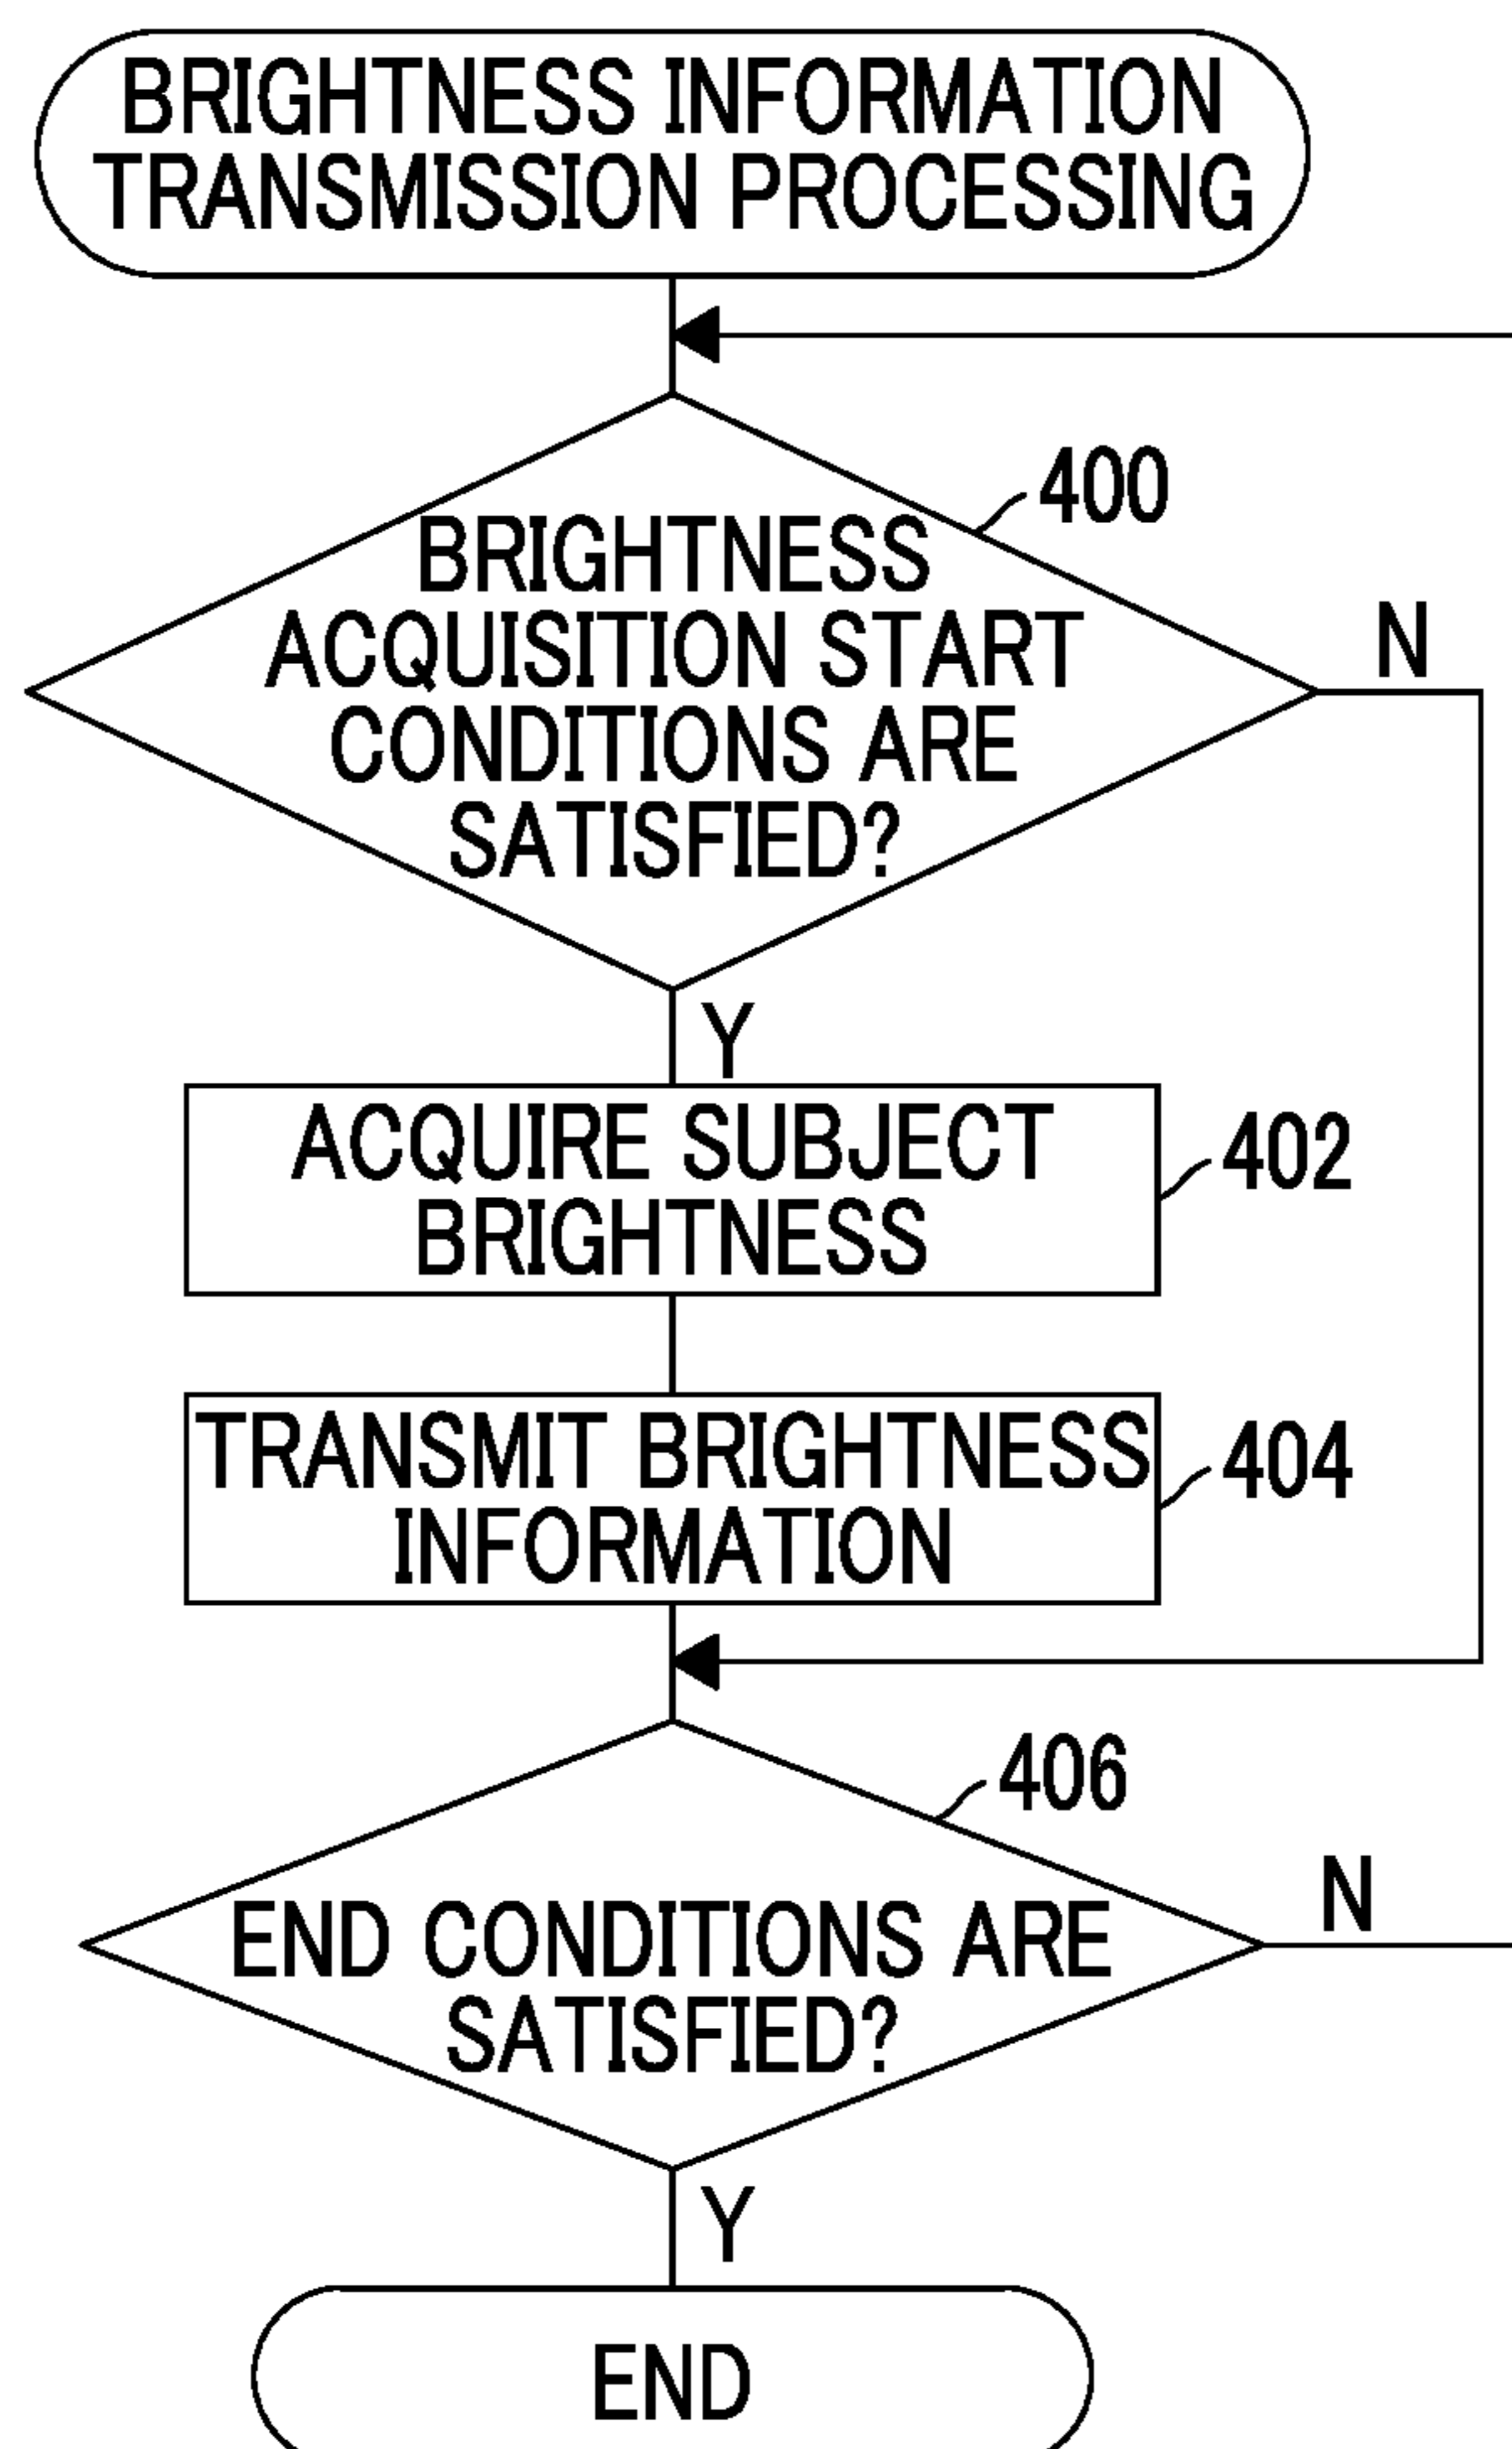 BRIGHTNESS INFORMATION
TRANSMISSION PROCESSING
400
BRIGHTNESS
ACQUISITION START
CONDITIONS ARE
SATISFIED?
N
Y
ACQUIRE SUBJECT
BRIGHTNESS
402
TRANSMIT BRIGHTNESS
INFORMATION
404
406
END CONDITIONS ARE
SATISFIED?
N
Y
END